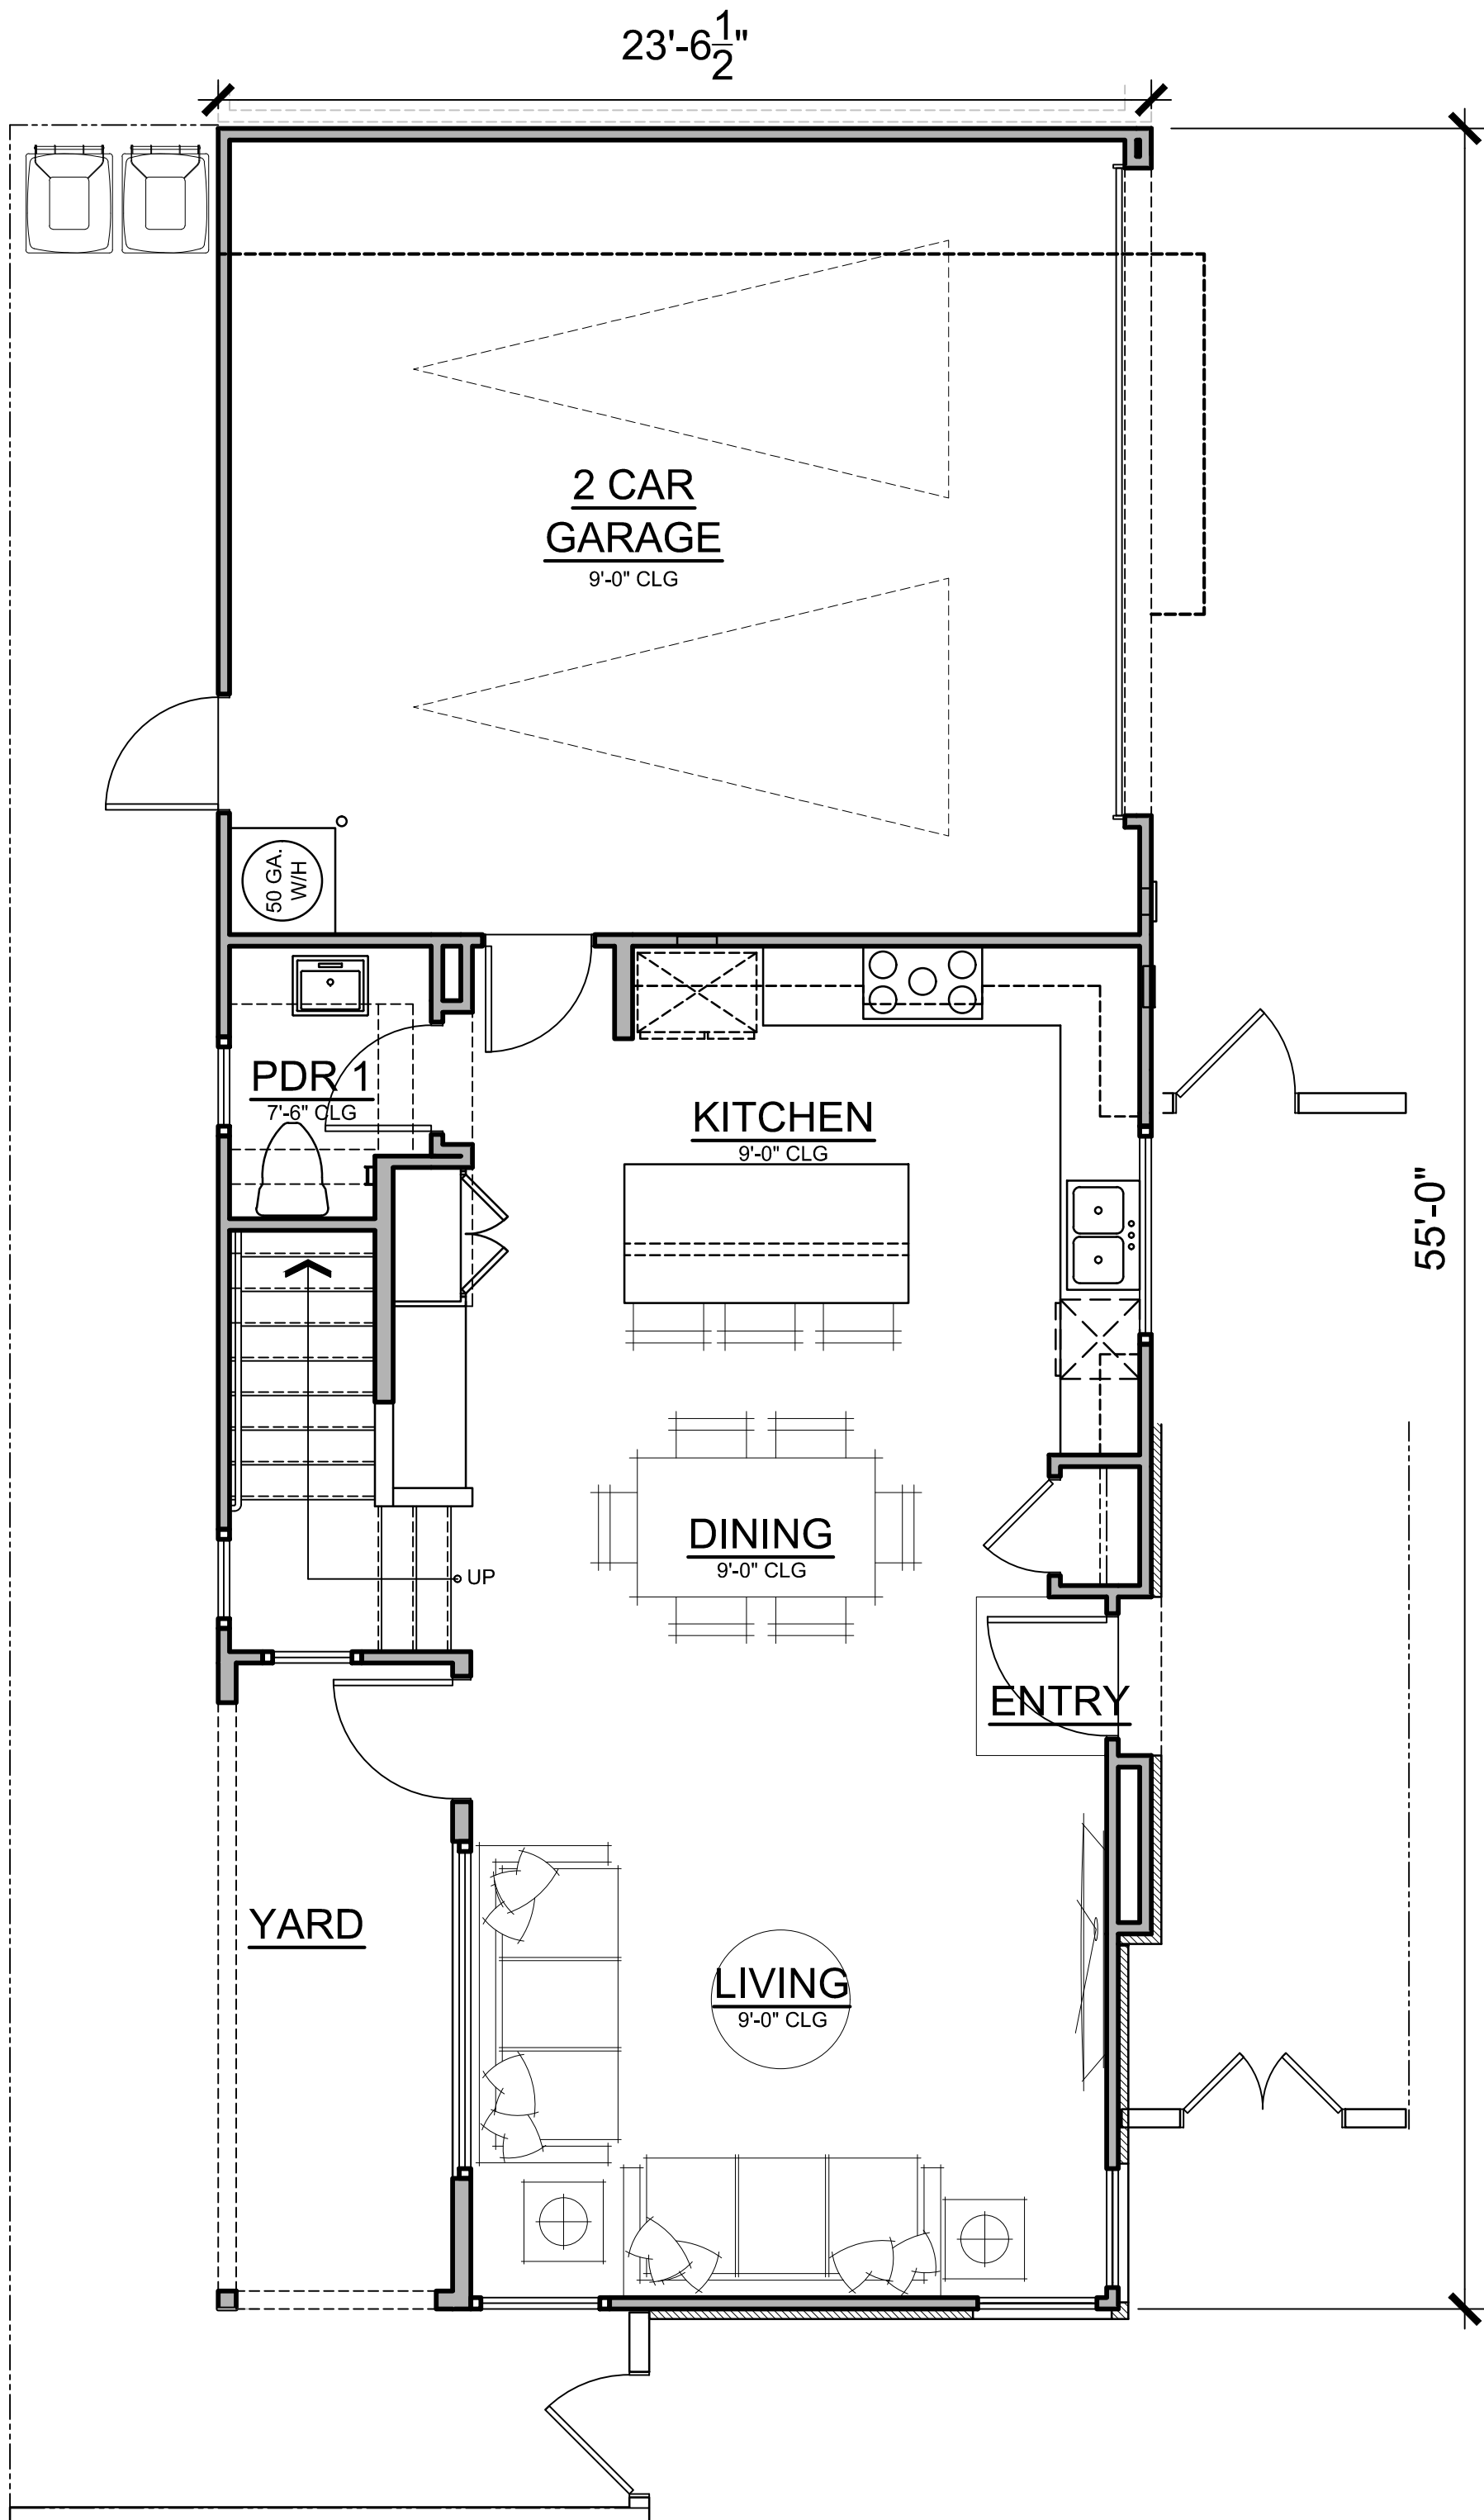 23'-6 1/2"
2 CAR
GARAGE
9'-0" CLG
50 GA.
W/H
PDR 1
7'-6" CLG
KITCHEN
9'-0" CLG
55'-0"
DINING
9'-0" CLG
UP
ENTRY
YARD
LIVING
9'-0" CLG